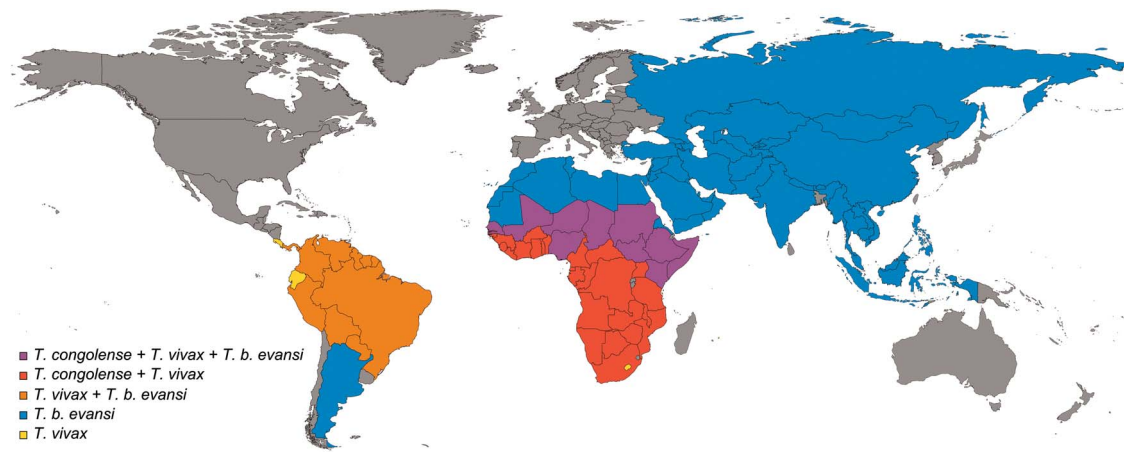 T. congolense + T. vivax + T. b. evansi
T. congolense + T. vivax
T. vivax + T. b. evansi
T. b. evansi
T. vivax